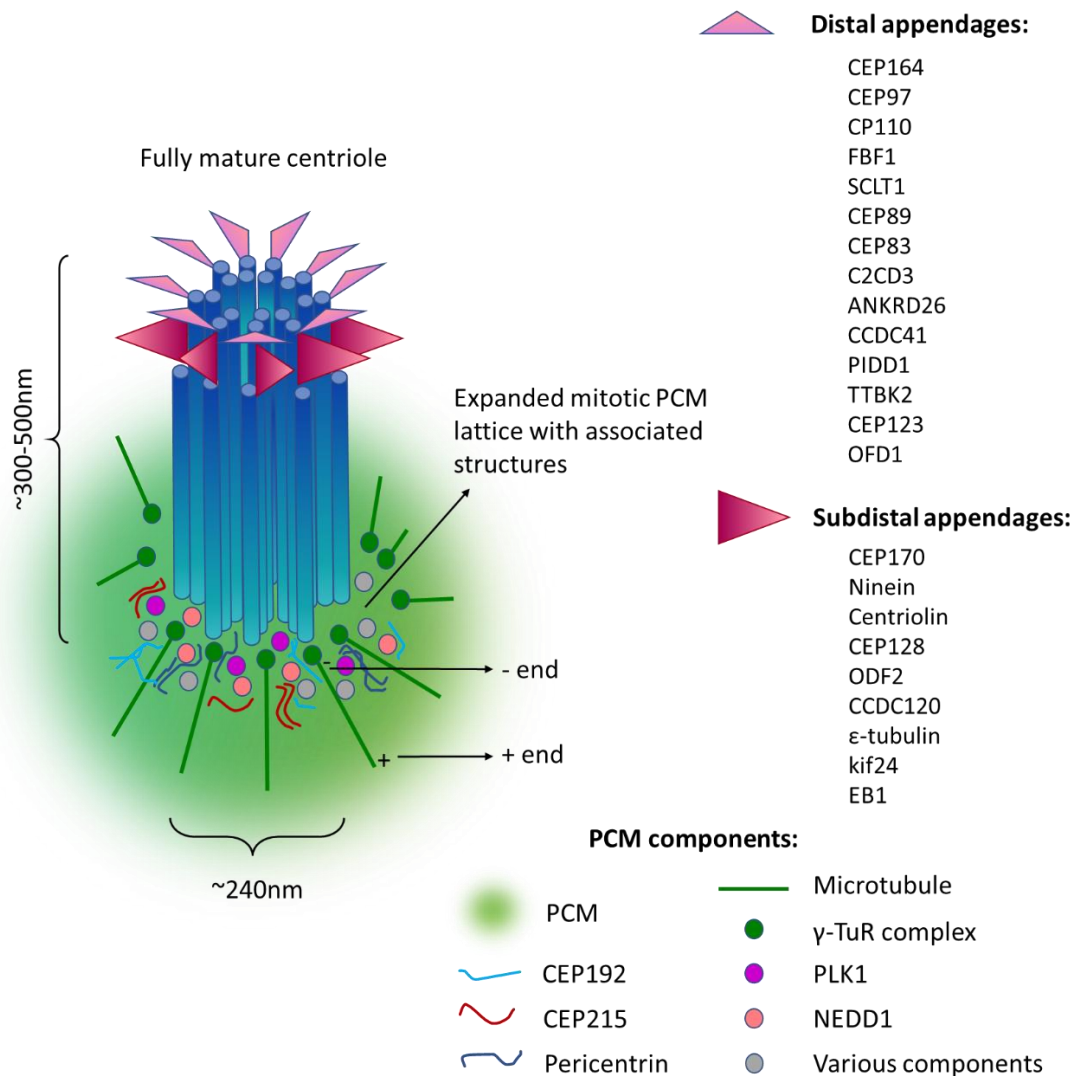 Fully mature centriole
~300-500nm
Expanded mitotic PCM
lattice with associated
structures
-
- end
+
+ end
~240nm
Distal appendages:
CEP164
CEP97
CP110
FBF1
SCLT1
CEP89
CEP83
C2CD3
ANKRD26
CCDC41
PIDD1
TTBK2
CEP123
OFD1
Subdistal appendages:
CEP170
Ninein
Centriolin
CEP128
ODF2
CCDC120
ε-tubulin
kif24
EB1
PCM components:
PCM
CEP192
CEP215
Pericentrin
Microtubule
γ-TuR complex
PLK1
NEDD1
Various components